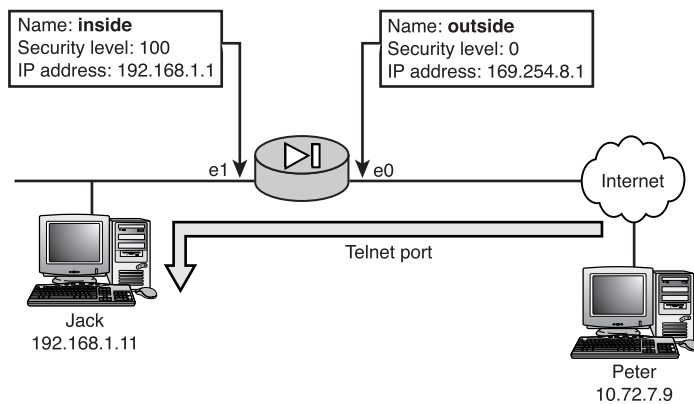 Name: inside
Security level: 100
IP address: 192.168.1.1
Name: outside
Security level: 0
IP address: 169.254.8.1
e1
e0
Internet
Telnet port
Jack
192.168.1.11
Peter
10.72.7.9